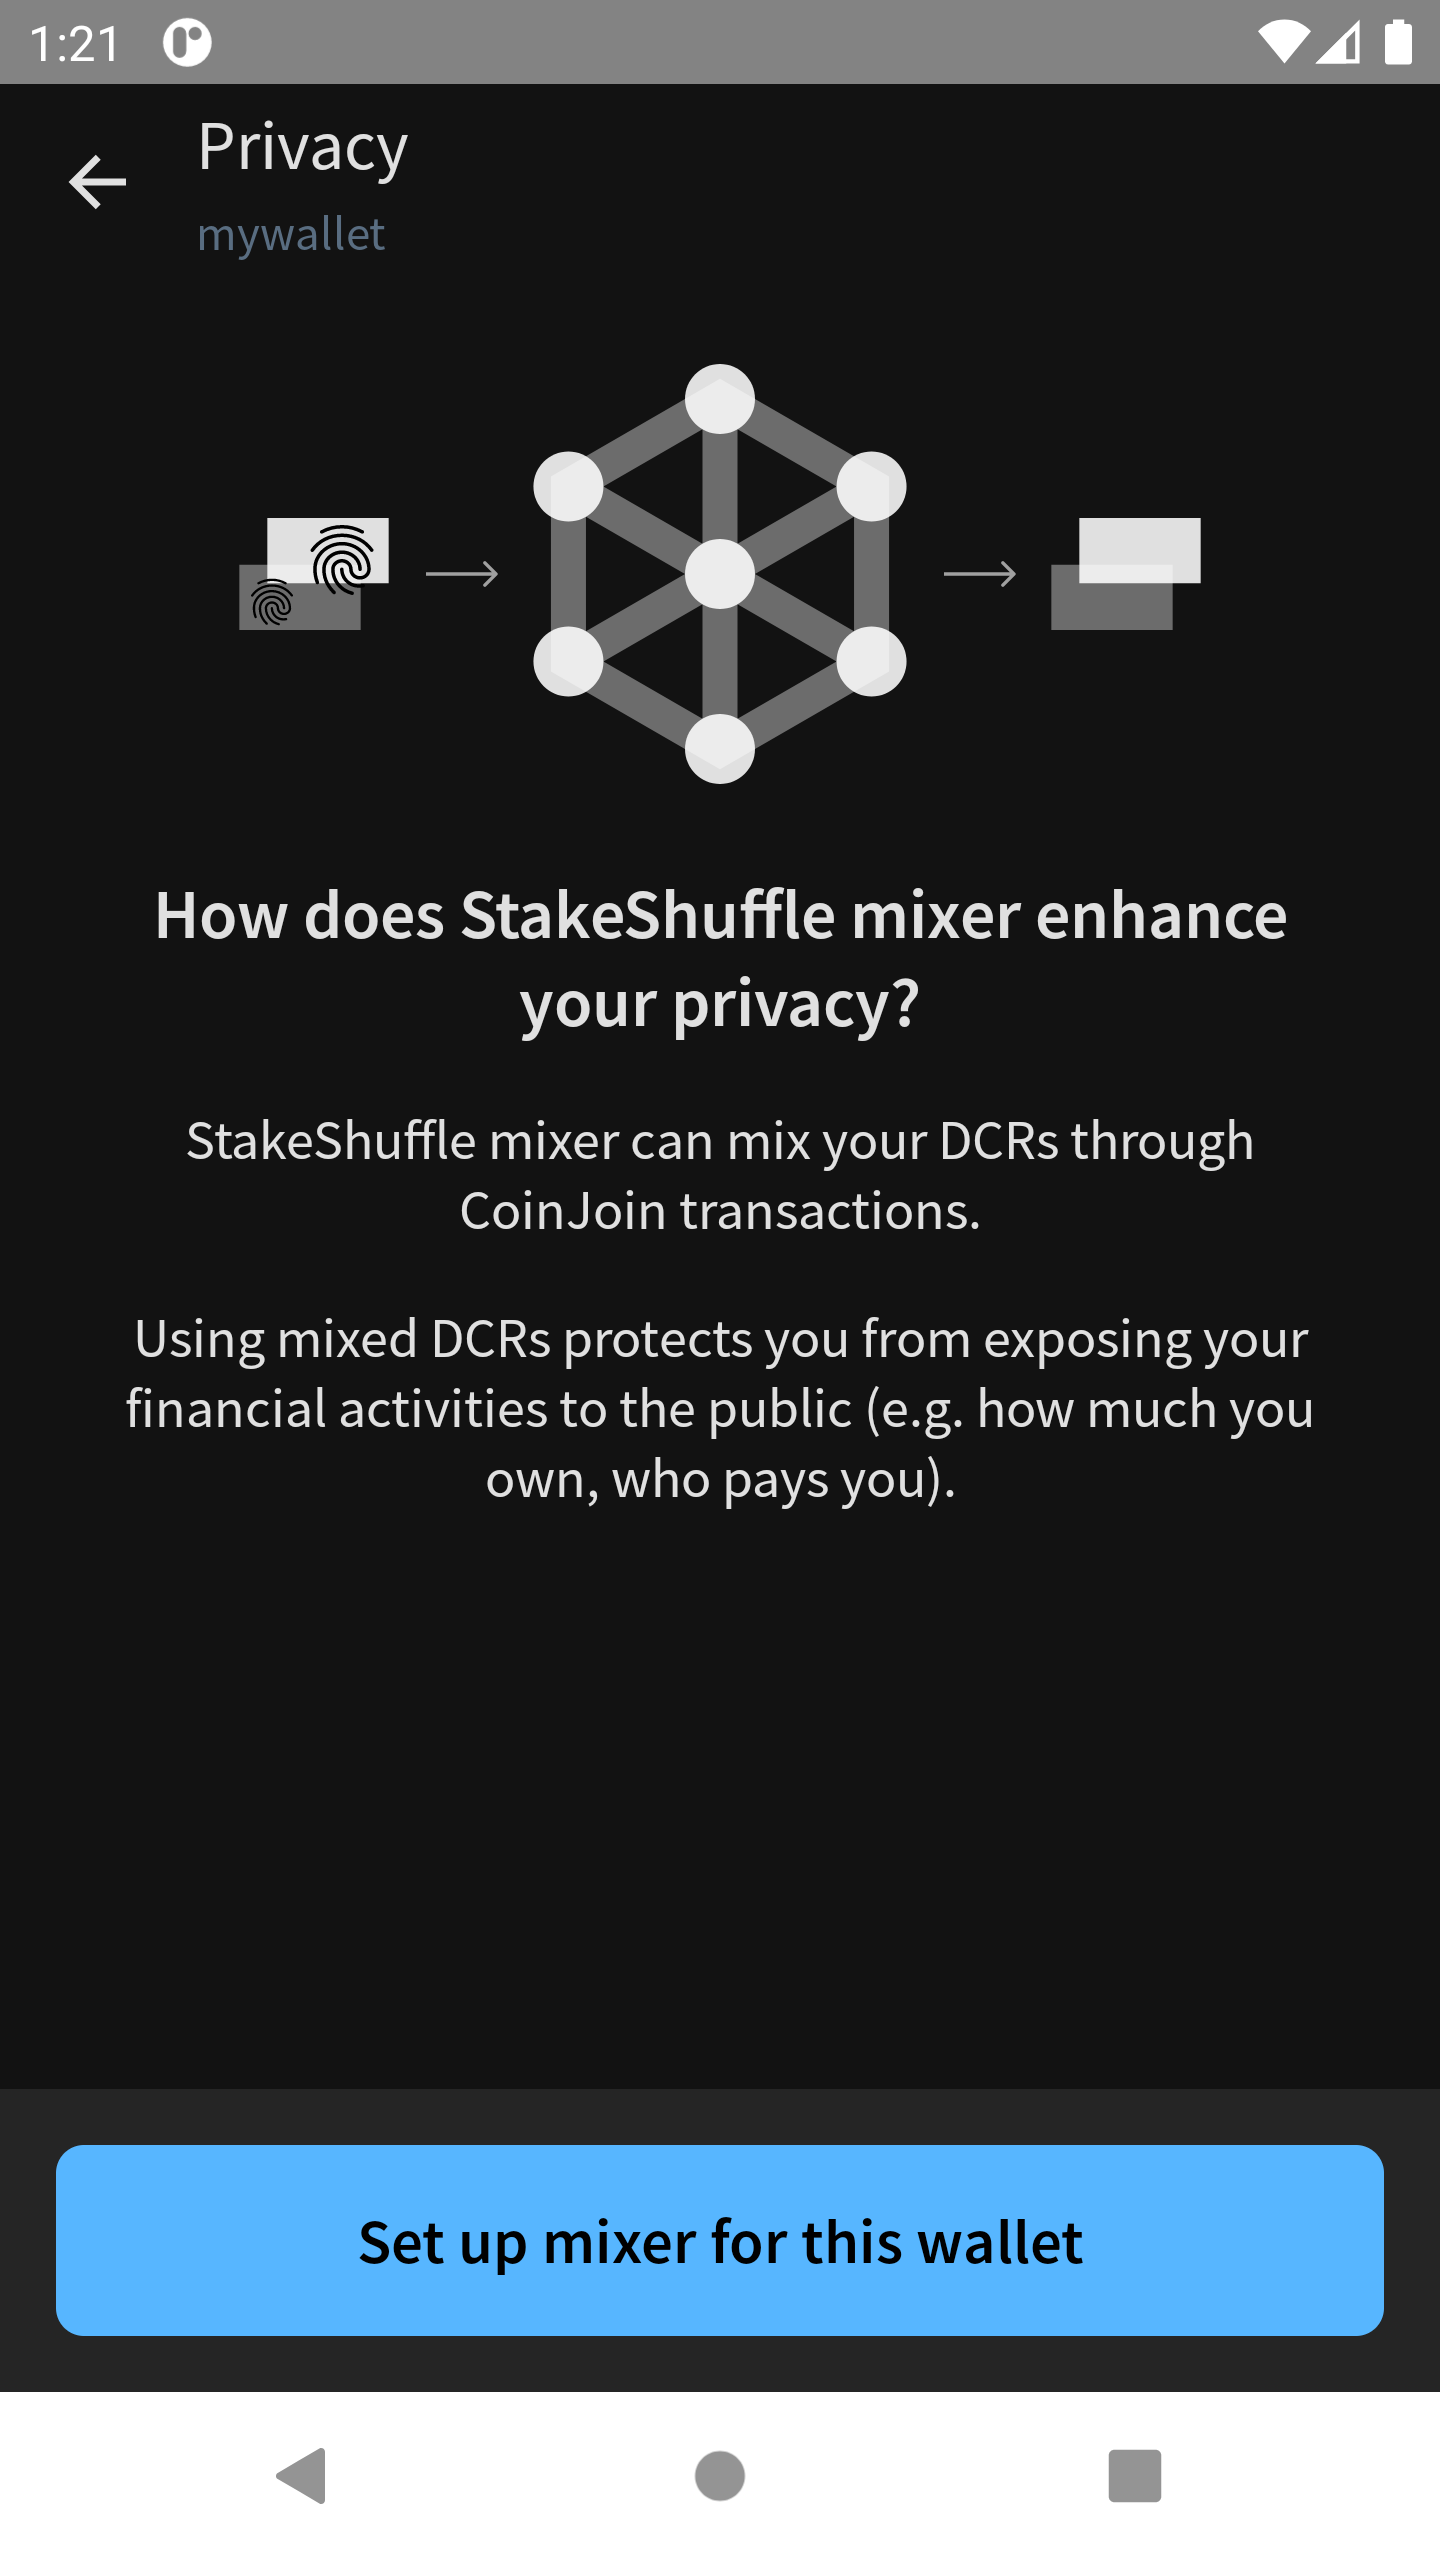 1:21
Privacy
mywallet
How does StakeShuffle mixer enhance
your privacy?
StakeShuffle mixer can mix your DCRs through
CoinJoin transactions.
Using mixed DCRs protects you from exposing your
financial activities to the public (e.g. how much you
own, who pays you).
Set up mixer for this wallet